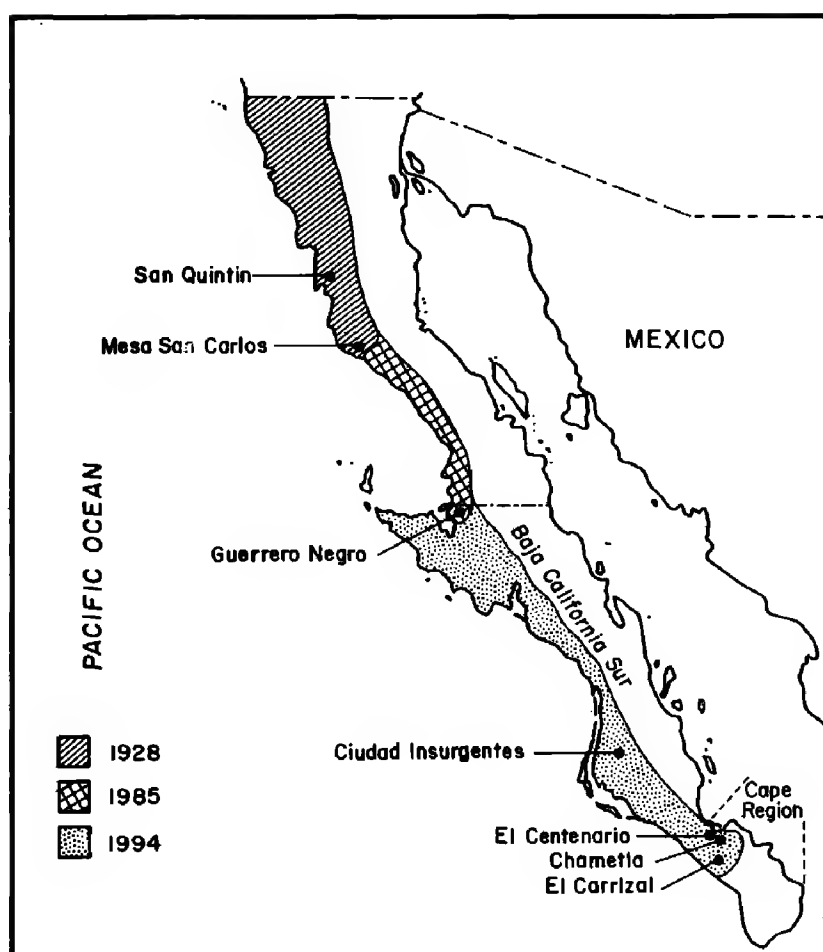 San Quintin
Mesa San Carlos
MEXICO
PACIFIC OCEAN
Guerrero Negro
Baja California Sur
Ciudad Insurgentes
1928
1985
1994
Cape
Region
El Centenario
Chametla
El Carrizal